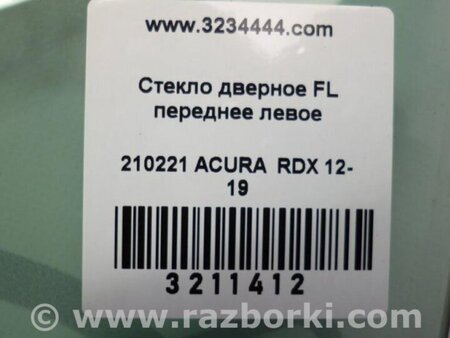 www.3234444.com
Стекло дверное FL
переднее левое
210221 ACURA RDX 12-
19
3211412
© www.razborki.com